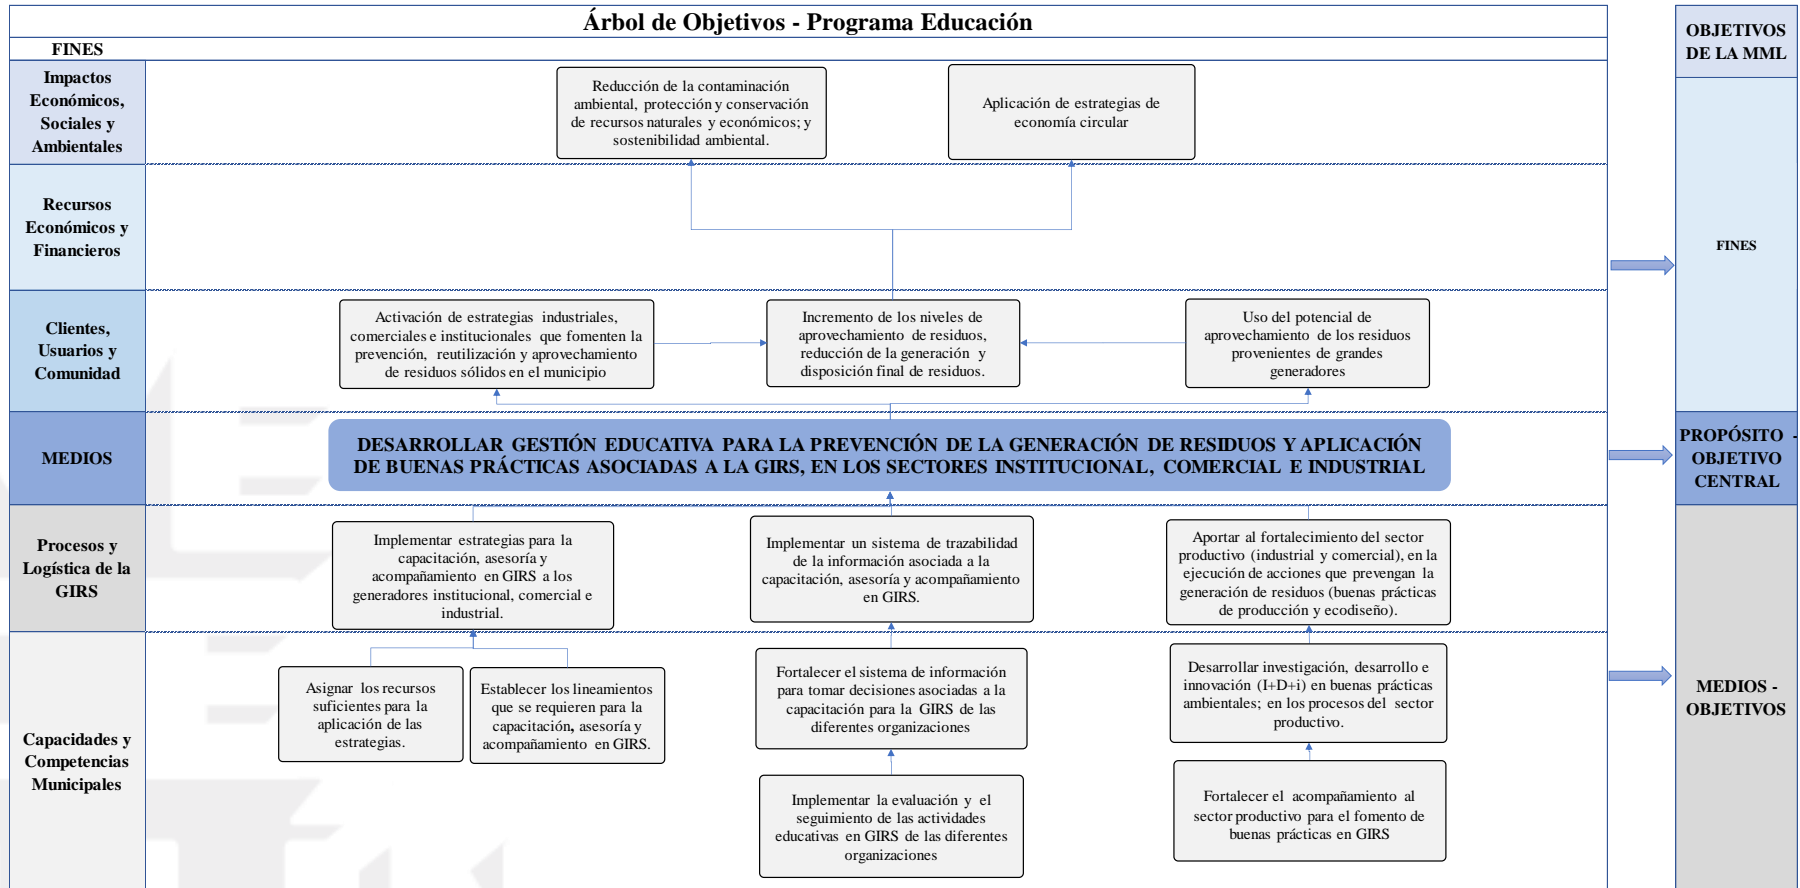 Árbol de Objetivos - Programa Educación
OBJETIVOS
DE LA MML
FINES
Impactos
Económicos,
Sociales y
Ambientales
Reducción de la contaminación
ambiental, protección y conservación
de recursos naturales y económicos; y
sostenibilidad ambiental.
Aplicación de estrategias de
economía circular
Recursos
Económicos y
Financieros
FINES
Clientes,
Usuarios y
Comunidad
Activación de estrategias industriales,
comerciales e institucionales que fomenten la
prevención, reutilización y aprovechamiento
de residuos sólidos en el municipio
Incremento de los niveles de
aprovechamiento de residuos,
reducción de la generación y
disposición final de residuos.
Uso del potencial de
aprovechamiento de los residuos
provenientes de grandes
generadores
MEDIOS
DESARROLLAR GESTIÓN EDUCATIVA PARA LA PREVENCIÓN DE LA GENERACIÓN DE RESIDUOS Y APLICACIÓN
DE BUENAS PRÁCTICAS ASOCIADAS A LA GIRS, EN LOS SECTORES INSTITUCIONAL, COMERCIAL E INDUSTRIAL
PROPÓSITO -
OBJETIVO
CENTRAL
Procesos y
Logística de la
GIRS
Implementar estrategias para la
capacitación, asesoría y
acompañamiento en GIRS a los
generadores institucional, comercial e
industrial.
Implementar un sistema de trazabilidad
de la información asociada a la
capacitación, asesoría y acompañamiento
en GIRS.
Aportar al fortalecimiento del sector
productivo (industrial y comercial), en la
ejecución de acciones que prevengan la
generación de residuos (buenas prácticas
de producción y ecodiseño).
Capacidades y
Competencias
Municipales
Asignar los recursos
suficientes para la
aplicación de las
estrategias.
Establecer los lineamientos
que se requieren para la
capacitación, asesoría y
acompañamiento en GIRS.
Fortalecer el sistema de información
para tomar decisiones asociadas a la
capacitación para la GIRS de las
diferentes organizaciones
Desarrollar investigación, desarrollo e
innovación (I+D+i) en buenas prácticas
ambientales; en los procesos del sector
productivo.
MEDIOS -
OBJETIVOS
Implementar la evaluación y el
seguimiento de las actividades
educativas en GIRS de las diferentes
organizaciones
Fortalecer el acompañamiento al
sector productivo para el fomento de
buenas prácticas en GIRS